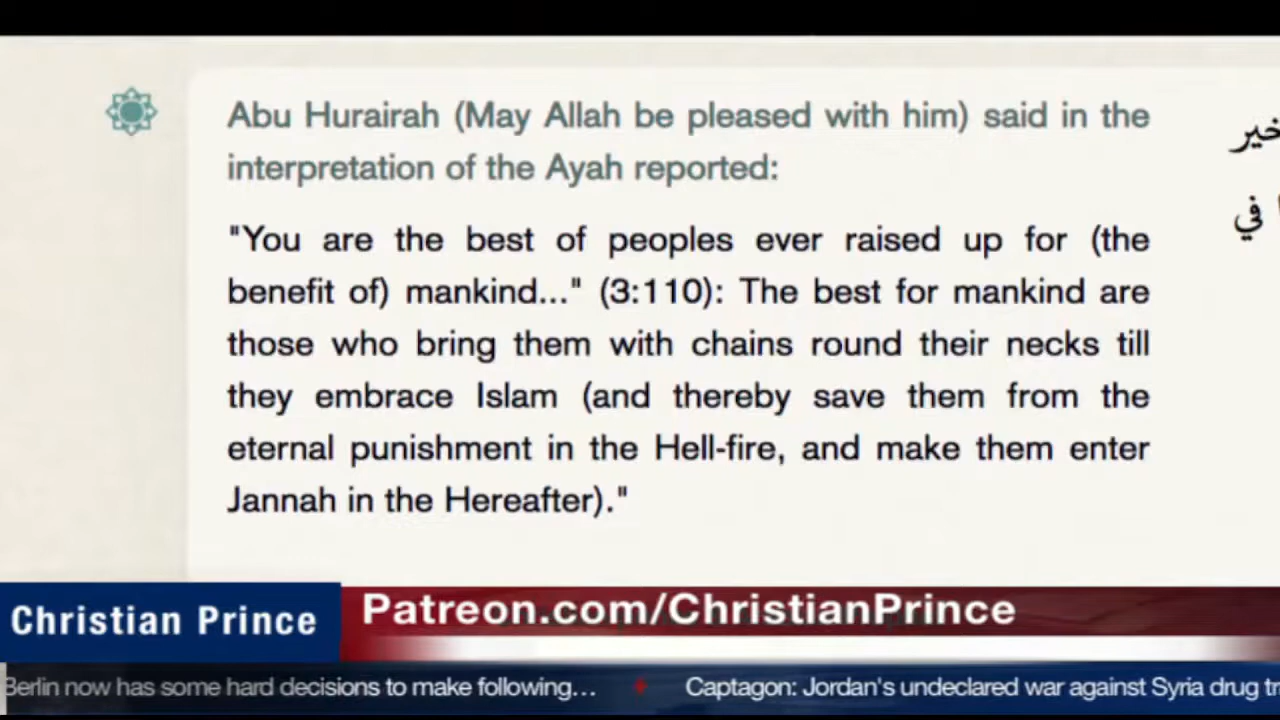 Abu Hurairah (May Allah be pleased with him) said in the
interpretation of the Ayah reported:
"You are the best of peoples ever raised up for (the
benefit of) mankind..." (3:110): The best for mankind are
those who bring them with chains round their necks till
they embrace Islam (and thereby save them from the
eternal punishment in the Hell-fire, and make them enter
Jannah in the Hereafter)."
خير
في
Christian Prince
Patreon.com/ChristianPrince
Berlin now has some hard decisions to make following... Captagon: Jordan's undeclared war against Syria drug